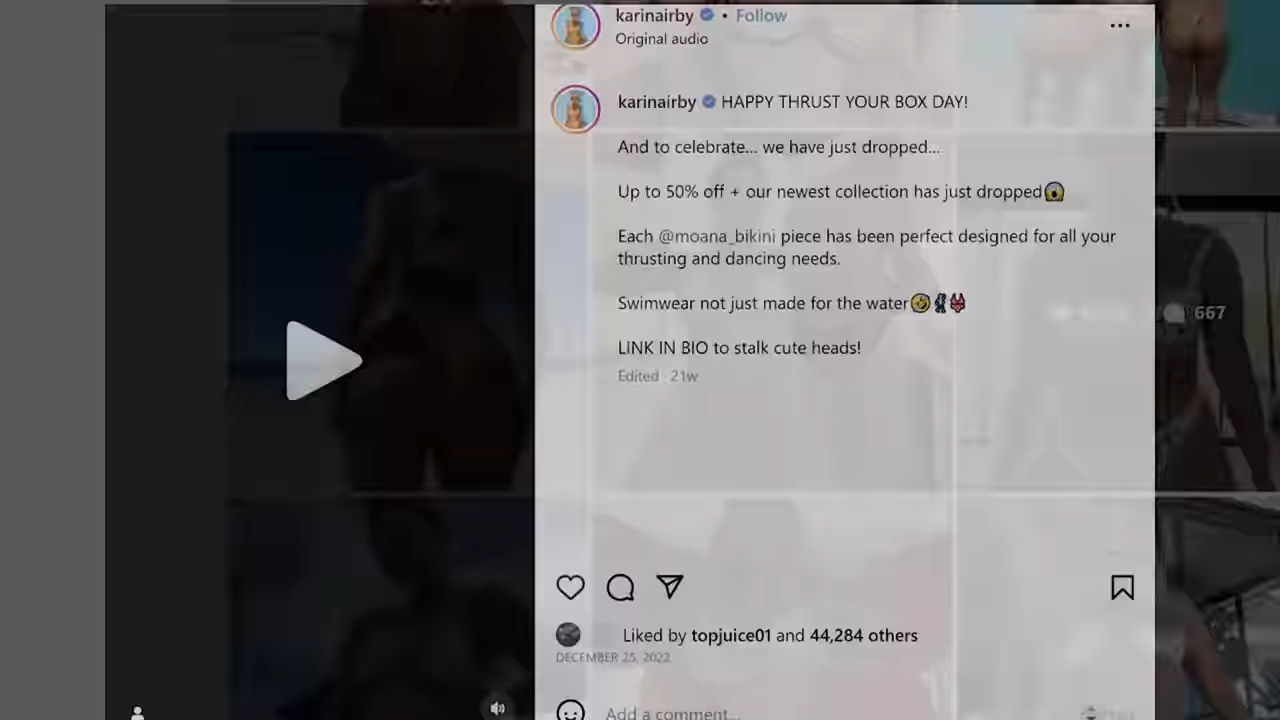 karinairby • Follow
Original audio
karinairby HAPPY THRUST YOUR BOX DAY!
And to celebrate... we have just dropped...
Up to 50% off + our newest collection has just dropped😱
Each @moana_bikini piece has been perfect designed for all your
thrusting and dancing needs.
Swimwear not just made for the water🤣
667
LINK IN BIO to stalk cute heads!
Edited · 21w
Liked by topjuice01 and 44,284 others
DECEMBER 25, 2022
Add a comment...